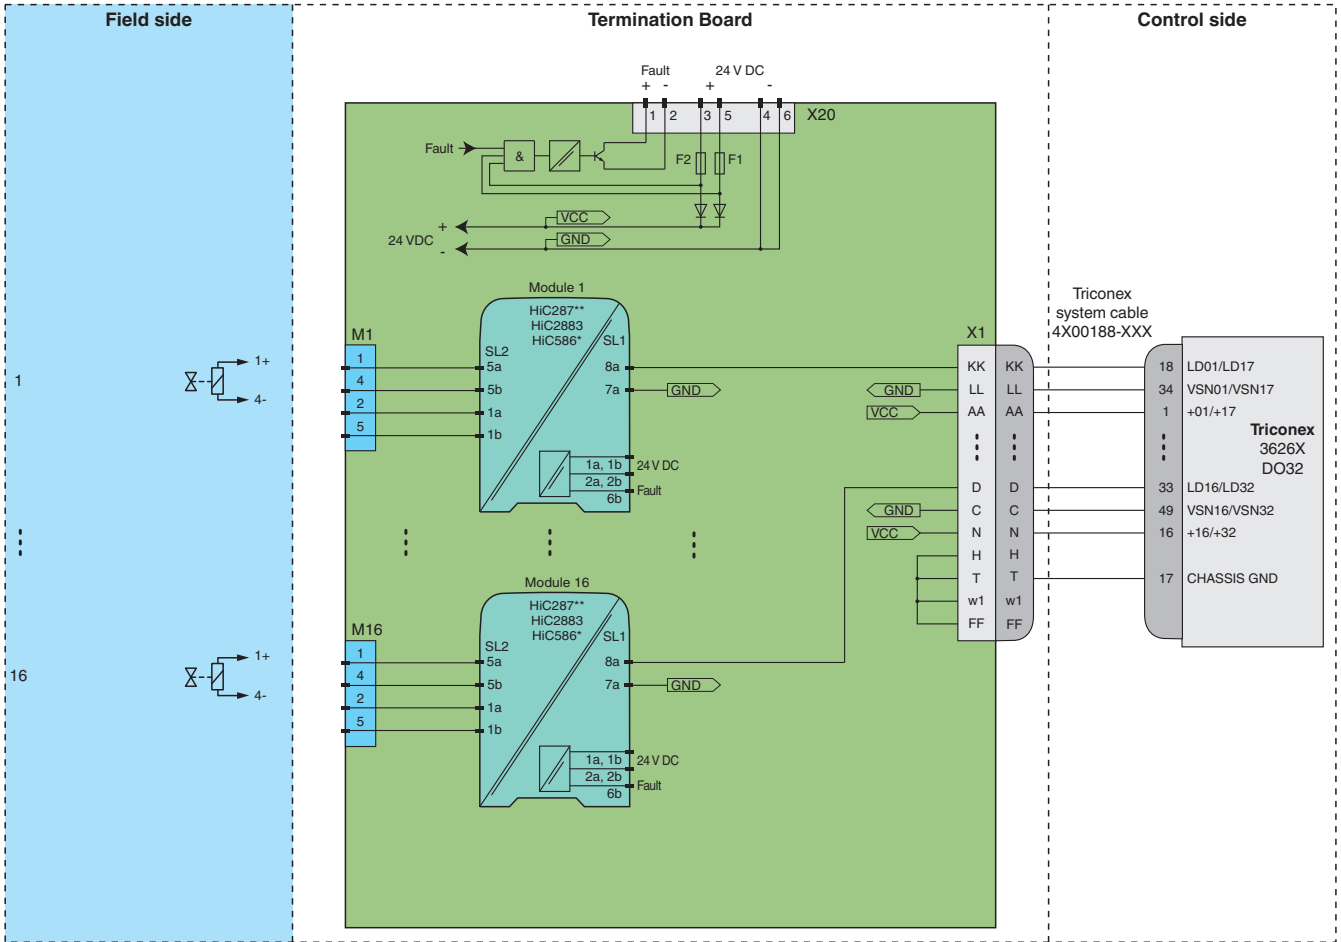 Field side
Termination Board
Control side
Fault 24 V DC
+ - + -
1 2 3 5 4 6 X20
Fault & F2 F1
VCC
+
24 VDC
GND
-
Module 1
HiC287**
HiC2883
HiC586*
M1
SL2
SL1
1 5a 8a
4 5b 7a GND
2 1a
5 1b
1a, 1b 24 V DC
2a, 2b
6b Fault
1
1+
4-
Triconex
system cable
4X00188-XXX
X1
KK KK 18 LD01/LD17
GND LL LL 34 VSN01/VSN17
VCC AA AA 1 +01/+17
Triconex
3626X
DO32
D D 33 LD16/LD32
GND C C 49 VSN16/VSN32
VCC N N 16 +16/+32
H H
T T 17 CHASSIS GND
w1 w1
FF FF
Module 16
HiC287**
HiC2883
HiC586*
M16
SL2
SL1
1 5a 8a
4 5b 7a GND
2 1a
5 1b
1a, 1b 24 V DC
2a, 2b
6b Fault
16
1+
4-